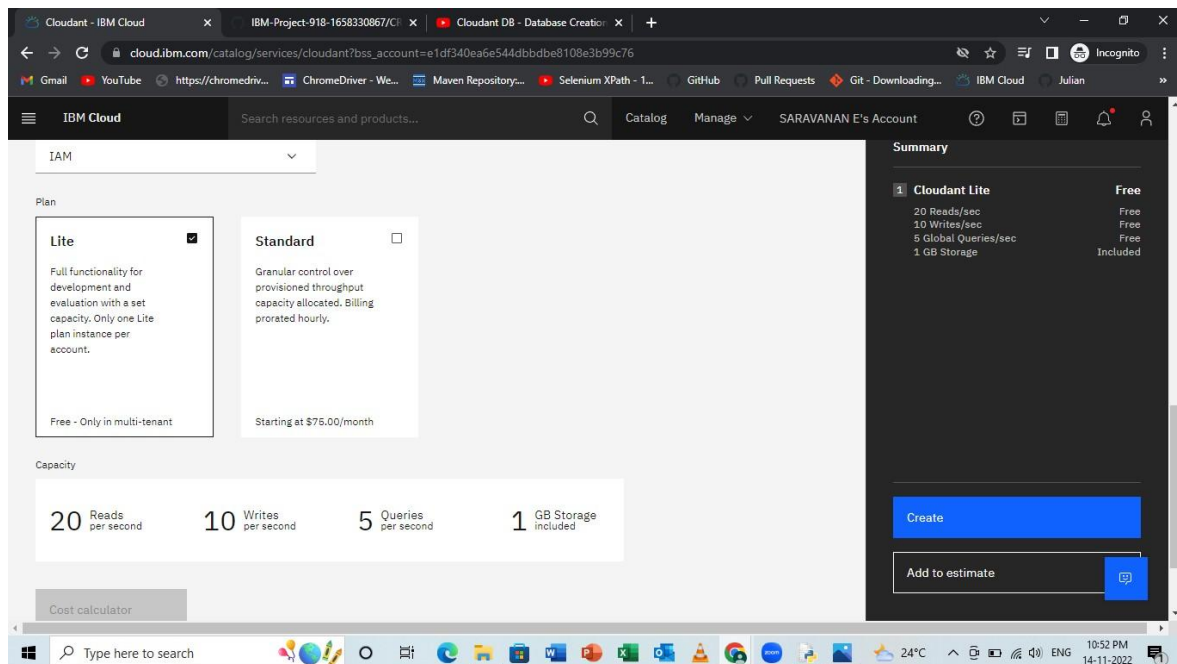 Cloudant - IBM Cloud
IBM-Project-918-1658330867/CR
Cloudant DB - Database Creation
cloud.ibm.com/catalog/services/cloudant?bss_account=e1df340ea6e544dbbdbe8108e3b99c76
Incognito
Gmail
YouTube
https://chromedriv...
ChromeDriver - We...
Maven Repository:...
Selenium XPath - 1...
GitHub
Pull Requests
Git - Downloading...
IBM Cloud
Julian
»
IBM Cloud
Search resources and products...
Catalog
Manage
SARAVANAN E's Account
IAM
Plan
Lite
Full functionality for
development and
evaluation with a set
capacity. Only one Lite
plan instance per
account.
Free - Only in multi-tenant
Standard
Granular control over
provisioned throughput
capacity allocated. Billing
prorated hourly.
Starting at $75.00/month
Capacity
20 Reads per second
10 Writes per second
5 Queries per second
1 GB Storage included
Cost calculator
Summary
1 Cloudant Lite Free
20 Reads/sec Free
10 Writes/sec Free
5 Global Queries/sec Free
1 GB Storage Included
Create
Add to estimate
Type here to search
24°C
ENG
10:52 PM
14-11-2022